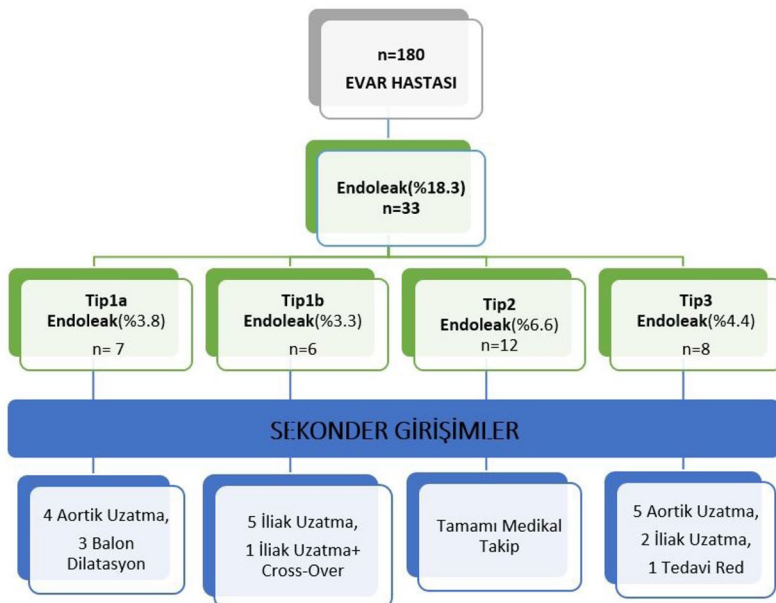 n=180
EVAR HASTASI
Endoleak(%18.3)
n=33
Tip1a
Endoleak(%3.8)
n= 7
Tip1b
Endoleak(%3.3)
n=6
Tip2
Endoleak(%6.6)
n=12
Tip3
Endoleak(%4.4)
n=8
SEKONDER GİRİŞİMLER
4 Aortik Uzatma,
3 Balon
Dilatasyon
5 İliak Uzatma,
1 İliak Uzatma+
Cross-Over
Tamamı Medikal
Takip
5 Aortik Uzatma,
2 İliak Uzatma,
1 Tedavi Red